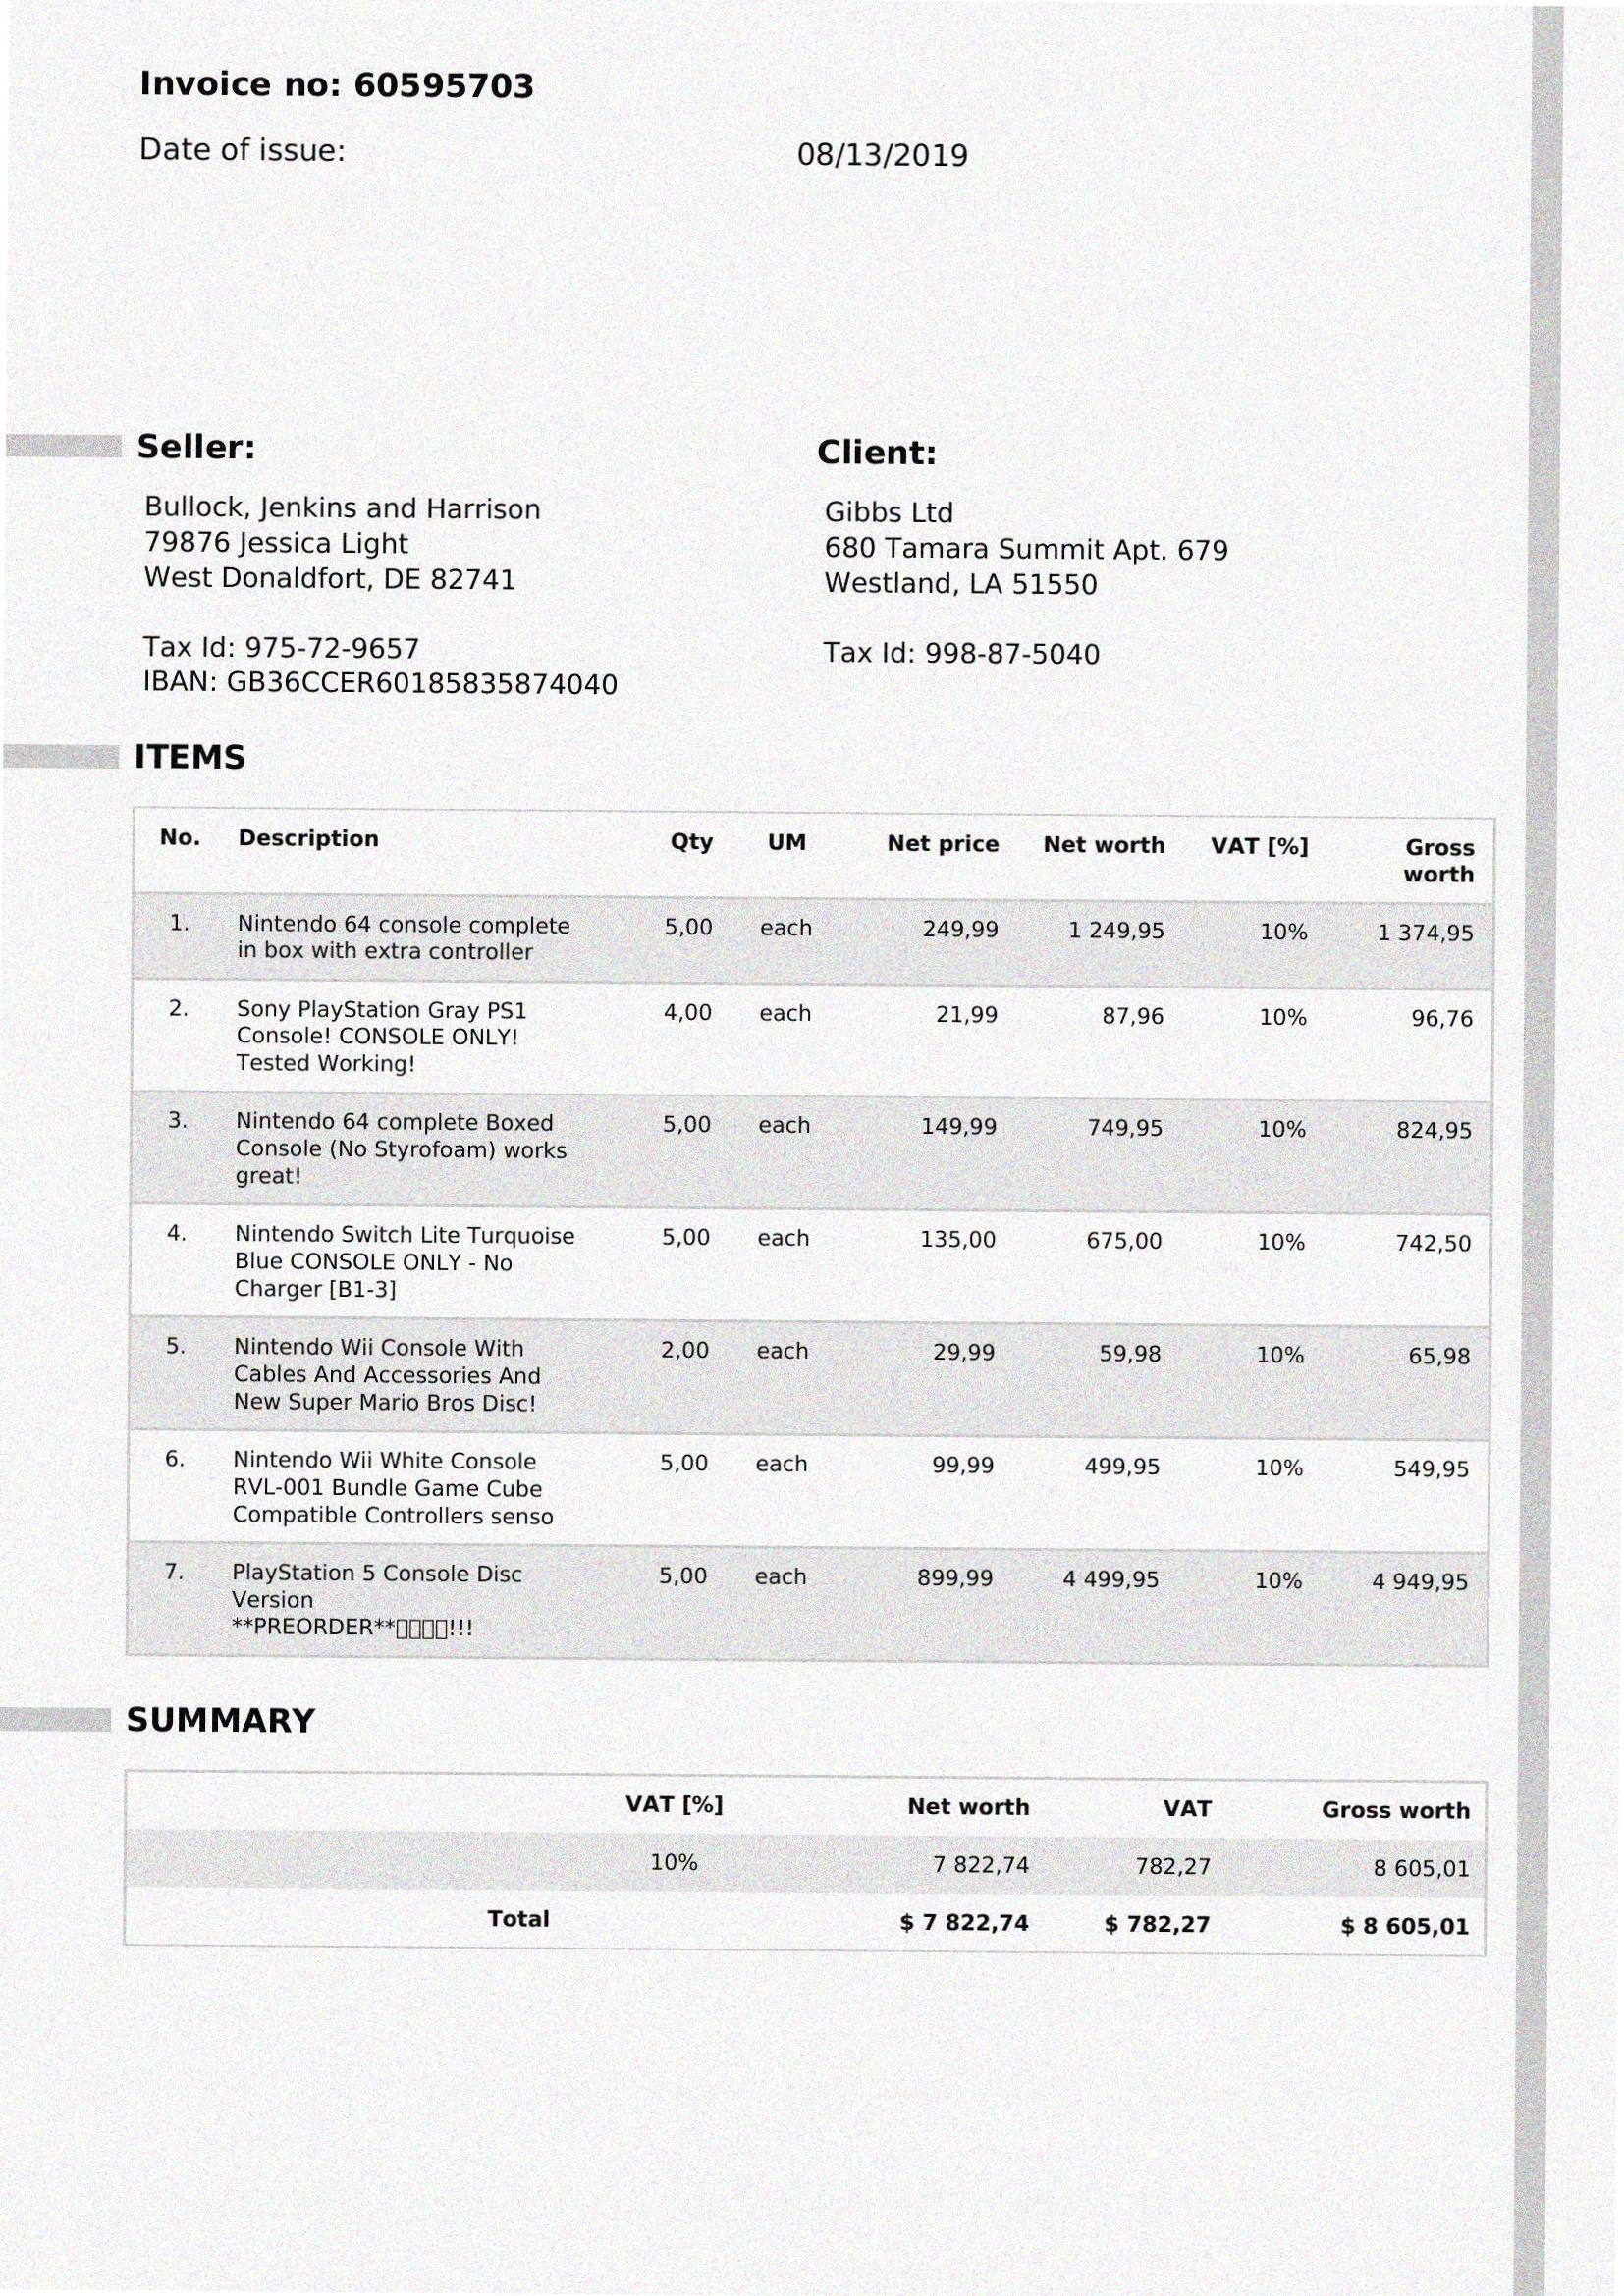 Invoice no: 60595703
Date of issue: 08/13/2019
Seller:
Bullock, Jenkins and Harrison
79876 Jessica Light
West Donaldfort, DE 82741
Tax Id: 975-72-9657
IBAN: GB36CCER60185835874040
Client:
Gibbs Ltd
680 Tamara Summit Apt. 679
Westland, LA 51550
Tax Id: 998-87-5040
ITEMS
No. Description Qty UM Net price Net worth VAT [%] Gross
worth
1. Nintendo 64 console complete 5,00 each 249,99 1 249,95 10% 1 374,95
in box with extra controller
2. Sony PlayStation Gray PS1 4,00 each 21,99 87,96 10% 96,76
Console! CONSOLE ONLY!
Tested Working!
3. Nintendo 64 complete Boxed 5,00 each 149,99 749,95 10% 824,95
Console (No Styrofoam) works
great!
4. Nintendo Switch Lite Turquoise 5,00 each 135,00 675,00 10% 742,50
Blue CONSOLE ONLY - No
Charger [B1-3]
5. Nintendo Wii Console With 2,00 each 29,99 59,98 10% 65,98
Cables And Accessories And
New Super Mario Bros Disc!
6. Nintendo Wii White Console 5,00 each 99,99 499,95 10% 549,95
RVL-001 Bundle Game Cube
Compatible Controllers senso
7. PlayStation 5 Console Disc 5,00 each 899,99 4 499,95 10% 4 949,95
Version
**PREORDER**▯▯▯▯!!!
SUMMARY
VAT [%] Net worth VAT Gross worth
10% 7 822,74 782,27 8 605,01
Total $ 7 822,74 $ 782,27 $ 8 605,01